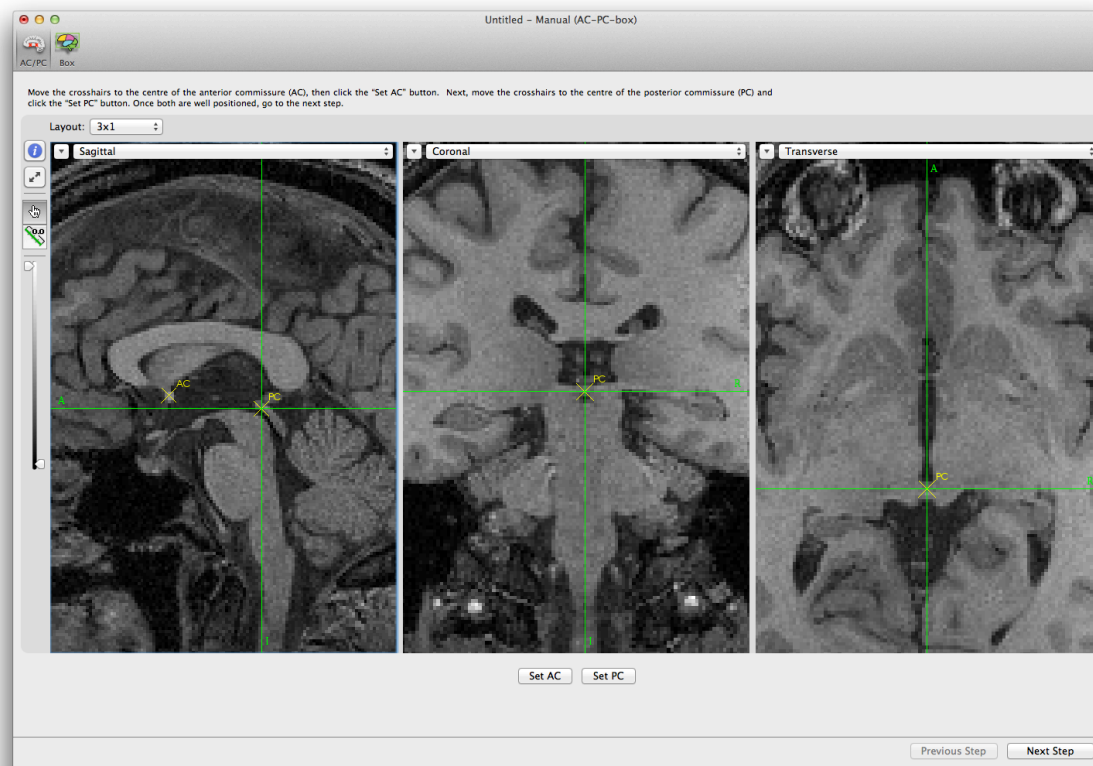 Untitled – Manual (AC-PC-box)
AC/PC Box
Move the crosshairs to the centre of the anterior commissure (AC), then click the "Set AC" button. Next, move the crosshairs to the centre of the posterior commissure (PC) and
click the "Set PC" button. Once both are well positioned, go to the next step.
Layout: 3x1
Sagittal
Coronal
Transverse
A
AC
PC
A
I
PC
I
A
PC
Set AC Set PC
Previous Step Next Step